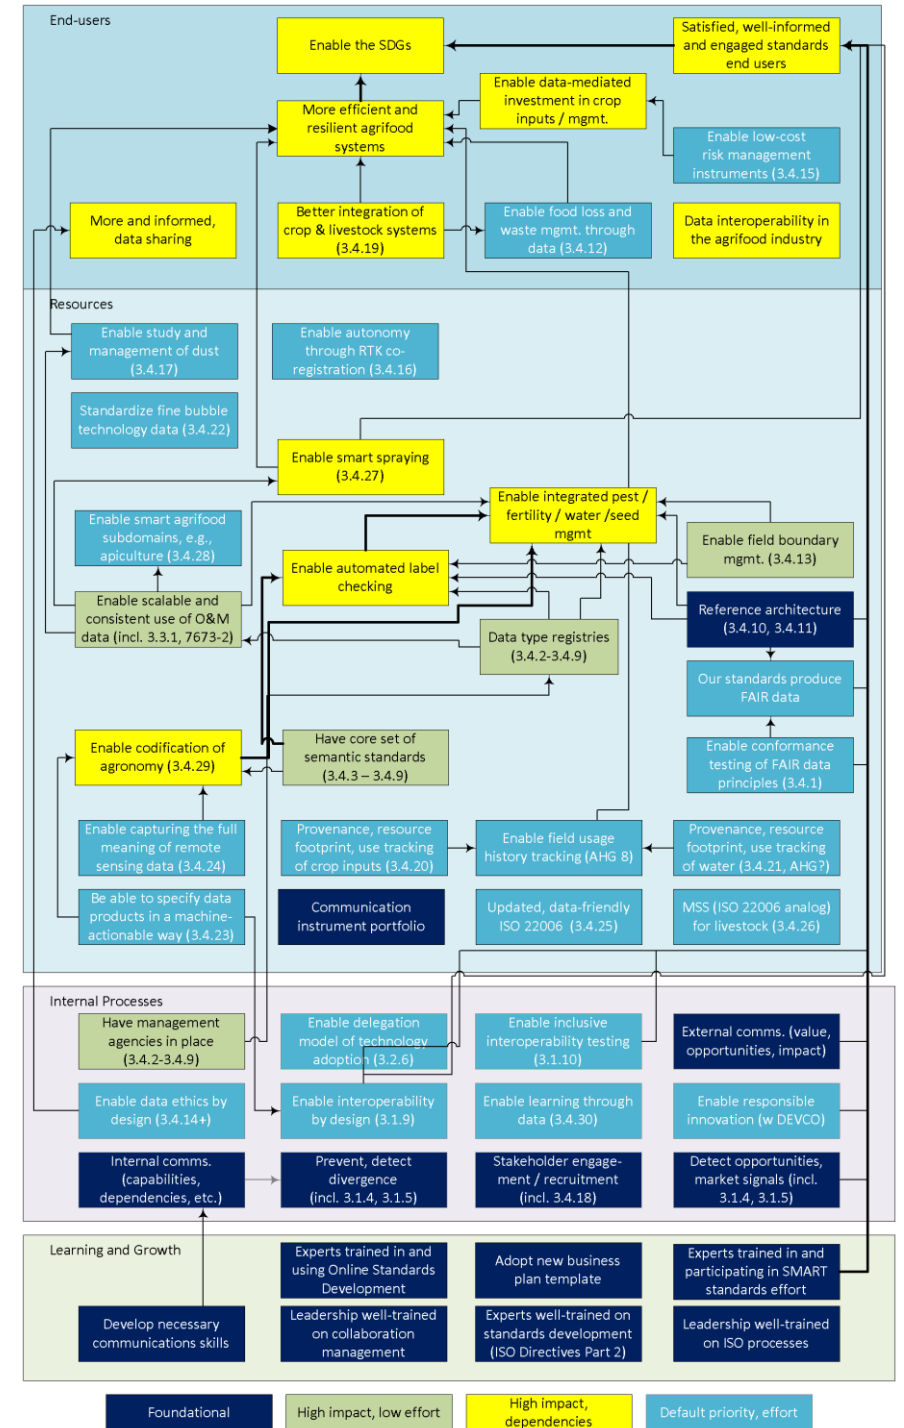 End-users
Enable the SDGs
Satisfied, well-informed
and engaged standards
end users
Enable data-mediated
investment in crop
inputs / mgmt.
More efficient and
resilient agrifood
systems
Enable low-cost
risk management
instruments (3.4.15)
More and informed,
data sharing
Better integration of
crop & livestock systems
(3.4.19)
Enable food loss and
waste mgmt. through
data (3.4.12)
Data interoperability in
the agrifood industry
Resources
Enable study and
management of dust
(3.4.17)
Enable autonomy
through RTK co-
registration (3.4.16)
Standardize fine bubble
technology data (3.4.22)
Enable smart spraying
(3.4.27)
Enable integrated pest /
fertility / water /seed
mgmt
Enable smart agrifood
subdomains, e.g.,
apiculture (3.4.28)
Enable field boundary
mgmt. (3.4.13)
Enable automated label
checking
Enable scalable and
consistent use of O&M
data (incl. 3.3.1, 7673-2)
Reference architecture
(3.4.10, 3.4.11)
Data type registries
(3.4.2-3.4.9)
Our standards produce
FAIR data
Enable codification of
agronomy (3.4.29)
Have core set of
semantic standards
(3.4.3 – 3.4.9)
Enable conformance
testing of FAIR data
principles (3.4.1)
Enable capturing the full
meaning of remote
sensing data (3.4.24)
Provenance, resource
footprint, use tracking
of crop inputs (3.4.20)
Enable field usage
history tracking (AHG 8)
Provenance, resource
footprint, use tracking
of water (3.4.21, AHG?)
Be able to specify data
products in a machine-
actionable way (3.4.23)
Communication
instrument portfolio
Updated, data-friendly
ISO 22006 (3.4.25)
MSS (ISO 22006 analog)
for livestock (3.4.26)
Internal Processes
Have management
agencies in place
(3.4.2-3.4.9)
Enable delegation
model of technology
adoption (3.2.6)
Enable inclusive
interoperability testing
(3.1.10)
External comms. (value,
opportunities, impact)
Enable data ethics by
design (3.4.14+)
Enable interoperability
by design (3.1.9)
Enable learning through
data (3.4.30)
Enable responsible
innovation (w DEVCO)
Internal comms.
(capabilities,
dependencies, etc.)
Prevent, detect
divergence
(incl. 3.1.4, 3.1.5)
Stakeholder engage-
ment / recruitment
(incl. 3.4.18)
Detect opportunities,
market signals (incl.
3.1.4, 3.1.5)
Learning and Growth
Experts trained in and
using Online Standards
Development
Adopt new business
plan template
Experts trained in and
participating in SMART
standards effort
Develop necessary
communications skills
Leadership well-trained
on collaboration
management
Experts well-trained on
standards development
(ISO Directives Part 2)
Leadership well-trained
on ISO processes
Foundational
High impact, low effort
High impact,
dependencies
Default priority, effort